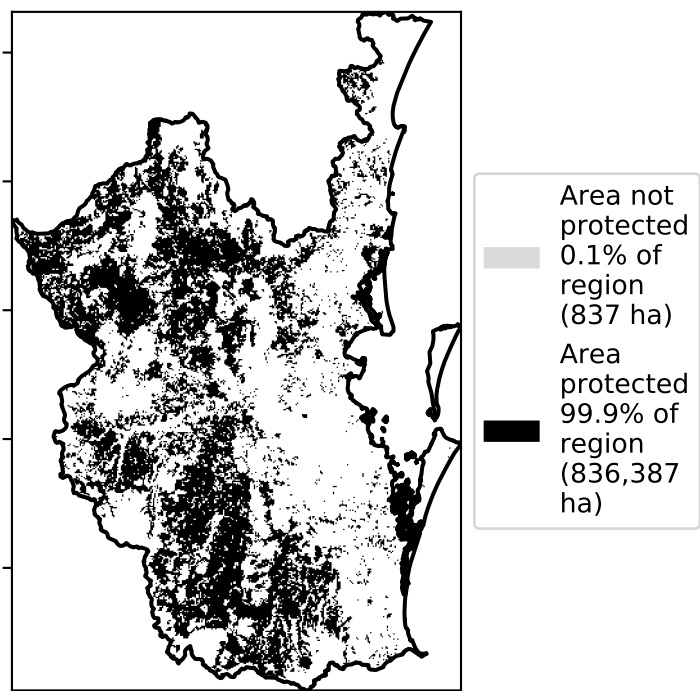 Area not
protected
0.1% of
region
(837 ha)
Area
protected
99.9% of
region
(836,387
ha)